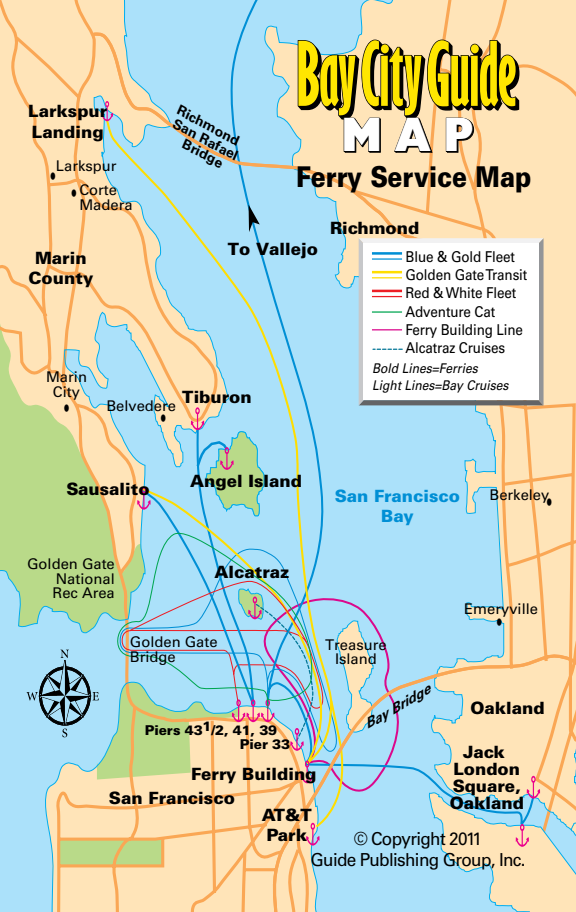 Bay City Guide
MAP
Ferry Service Map
Larkspur
Landing
Richmond
San Rafael
Bridge
Larkspur
Corte
Madera
Richmond
To Vallejo
Marin
County
Blue & Gold Fleet
Golden Gate Transit
Red & White Fleet
Adventure Cat
Ferry Building Line
Alcatraz Cruises
Bold Lines=Ferries
Light Lines=Bay Cruises
Marin
City
Belvedere
Tiburon
Angel Island
Sausalito
San Francisco
Bay
Berkeley
Golden Gate
National
Rec Area
Alcatraz
Emeryville
Golden Gate
Bridge
Treasure
Island
N
W
E
S
Bay Bridge
Oakland
Piers 43 1/2, 41, 39
Pier 33
Ferry Building
Jack
London
Square,
Oakland
San Francisco
AT&T
Park
© Copyright 2011
Guide Publishing Group, Inc.